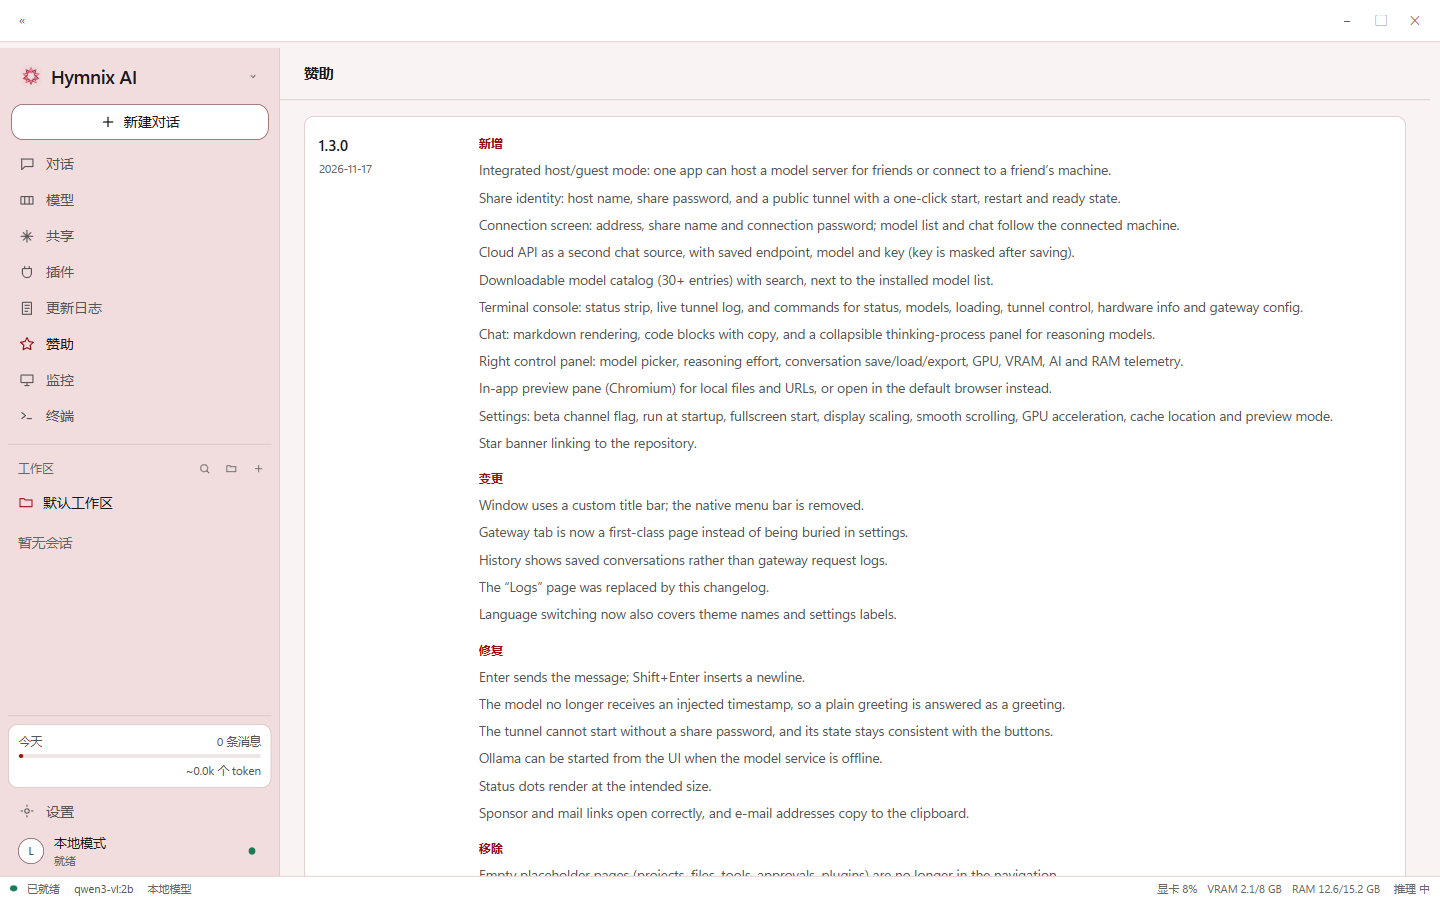 «
Hymnix AI
新建对话
对话
模型
共享
插件
更新日志
赞助
监控
终端
工作区
默认工作区
暂无会话
今天 0 条消息
~0.0k 个 token
设置
L
本地模式
就绪
赞助
1.3.0
2026-11-17
新增
Integrated host/guest mode: one app can host a model server for friends or connect to a friend’s machine.
Share identity: host name, share password, and a public tunnel with a one-click start, restart and ready state.
Connection screen: address, share name and connection password; model list and chat follow the connected machine.
Cloud API as a second chat source, with saved endpoint, model and key (key is masked after saving).
Downloadable model catalog (30+ entries) with search, next to the installed model list.
Terminal console: status strip, live tunnel log, and commands for status, models, loading, tunnel control, hardware info and gateway config.
Chat: markdown rendering, code blocks with copy, and a collapsible thinking-process panel for reasoning models.
Right control panel: model picker, reasoning effort, conversation save/load/export, GPU, VRAM, AI and RAM telemetry.
In-app preview pane (Chromium) for local files and URLs, or open in the default browser instead.
Settings: beta channel flag, run at startup, fullscreen start, display scaling, smooth scrolling, GPU acceleration, cache location and preview mode.
Star banner linking to the repository.
变更
Window uses a custom title bar; the native menu bar is removed.
Gateway tab is now a first-class page instead of being buried in settings.
History shows saved conversations rather than gateway request logs.
The “Logs” page was replaced by this changelog.
Language switching now also covers theme names and settings labels.
修复
Enter sends the message; Shift+Enter inserts a newline.
The model no longer receives an injected timestamp, so a plain greeting is answered as a greeting.
The tunnel cannot start without a share password, and its state stays consistent with the buttons.
Ollama can be started from the UI when the model service is offline.
Status dots render at the intended size.
Sponsor and mail links open correctly, and e-mail addresses copy to the clipboard.
移除
Empty placeholder pages (projects, files, tools, approvals, plugins) are no longer in the navigation.
已就绪 qwen3-vl:2b 本地模型 显卡 8% VRAM 2.1/8 GB RAM 12.6/15.2 GB 推理 中